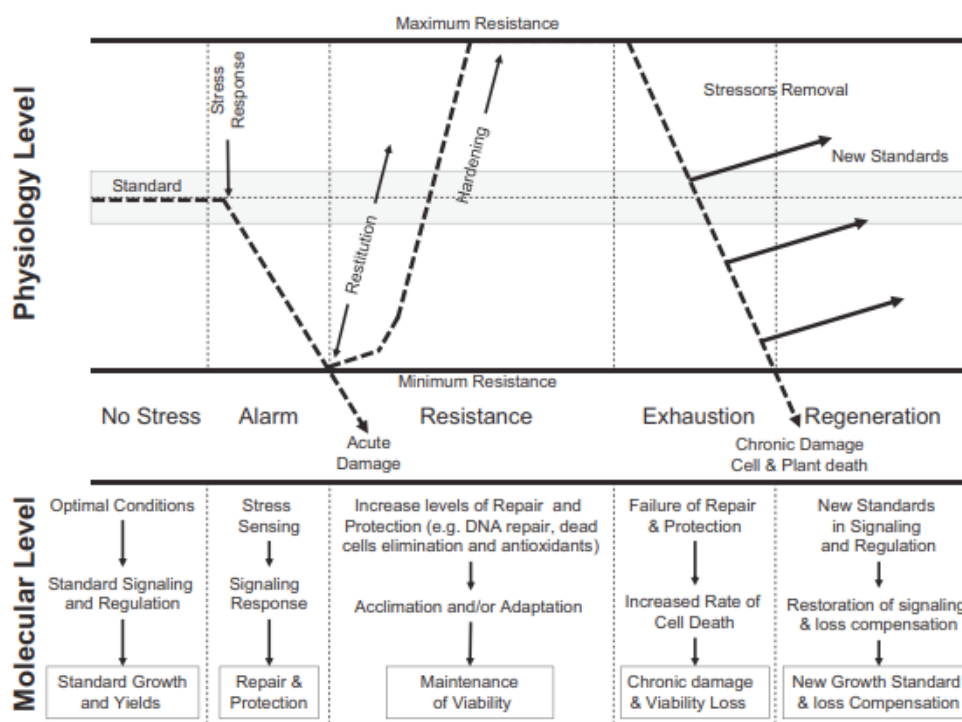 Maximum Resistance
Physiology Level
Stress
Response
Standard
Restitution
Hardening
Stressors Removal
New Standards
Minimum Resistance
No Stress
Alarm
Resistance
Exhaustion
Regeneration
Acute
Damage
Chronic Damage
Cell & Plant death
Molecular Level
Optimal Conditions
Standard Signaling
and Regulation
Standard Growth
and Yields
Stress
Sensing
Signaling
Response
Repair &
Protection
Increase levels of Repair and
Protection (e.g. DNA repair, dead
cells elimination and antioxidants)
Acclimation and/or Adaptation
Maintenance
of Viability
Failure of Repair
& Protection
Increased Rate of
Cell Death
Chronic damage
& Viability Loss
New Standards
in Signaling
and Regulation
Restoration of signaling
& loss compensation
New Growth Standard
& loss Compensation